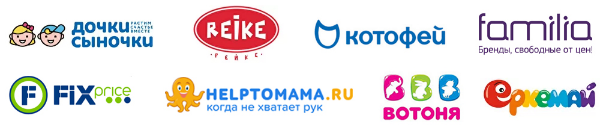 дочки
сыночки
РАСТИМ
СЧАСТЬЕ
ВМЕСТЕ
REIKE
РЕЙКЕ
КОТОФЕЙ
familia
Бренды, свободные от цен!
F FiX price
HELPTOMAMA.RU
когда не хватает рук
ВОТОНЯ
еркемай